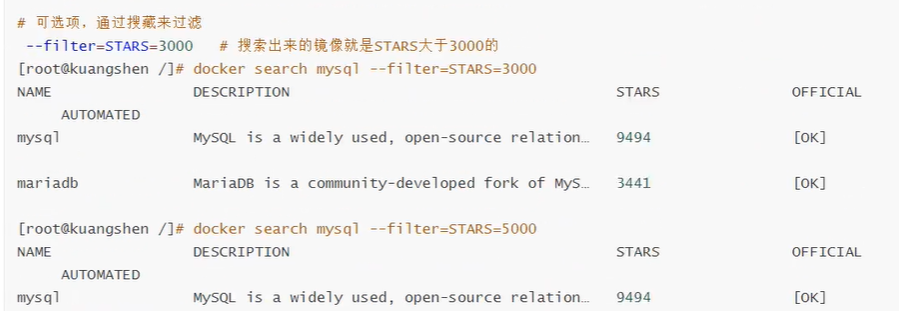 # 可选项，通过搜藏来过滤
--filter=STARS=3000   # 搜索出来的镜像就是STARS大于3000的
[root@kuangshen /]# docker search mysql --filter=STARS=3000
NAME DESCRIPTION STARS OFFICIAL
AUTOMATED
mysql MySQL is a widely used, open-source relation… 9494 [OK]
mariadb MariaDB is a community-developed fork of MyS… 3441 [OK]
[root@kuangshen /]# docker search mysql --filter=STARS=5000
NAME DESCRIPTION STARS OFFICIAL
AUTOMATED
mysql MySQL is a widely used, open-source relation… 9494 [OK]